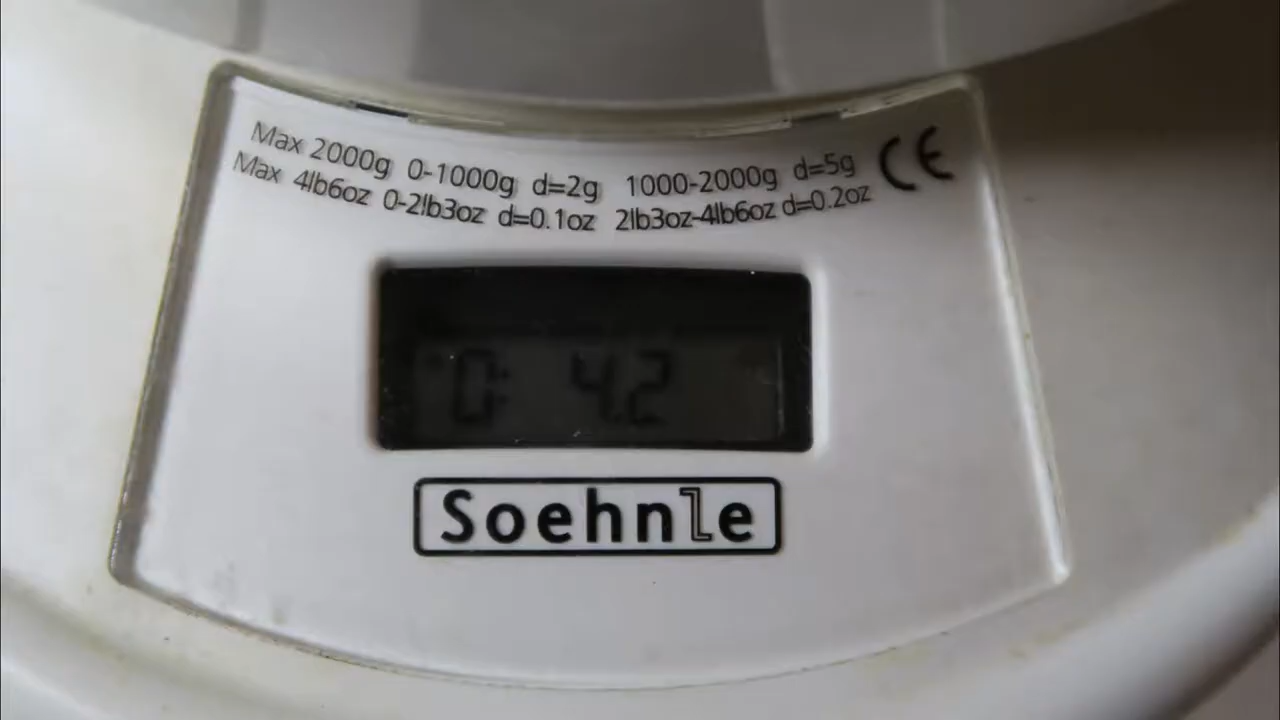 Max 2000g 0-1000g d=2g 1000-2000g d=5g CE
Max 4lb6oz 0-2lb3oz d=0.1oz 2lb3oz-4lb6oz d=0.2oz
0: 4.2
Soehnle